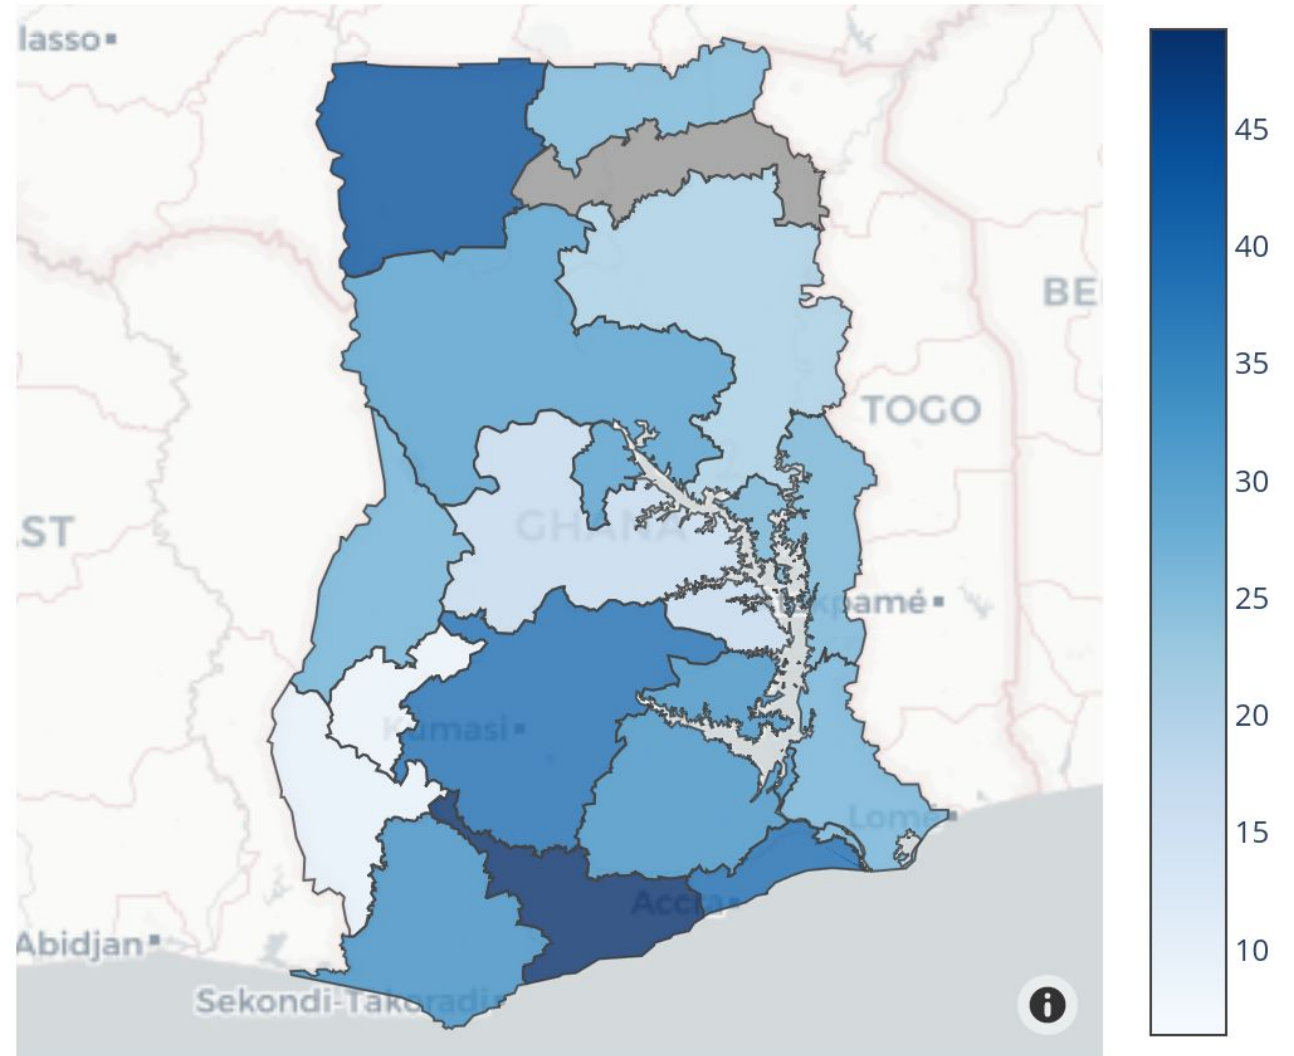 lasso
45
40
BE
35
TOGO
30
GHANA
ST
25
kpamé
20
Kumasi
15
Lomé
10
Accra
Abidjan
Sekondi-Takoradi
i